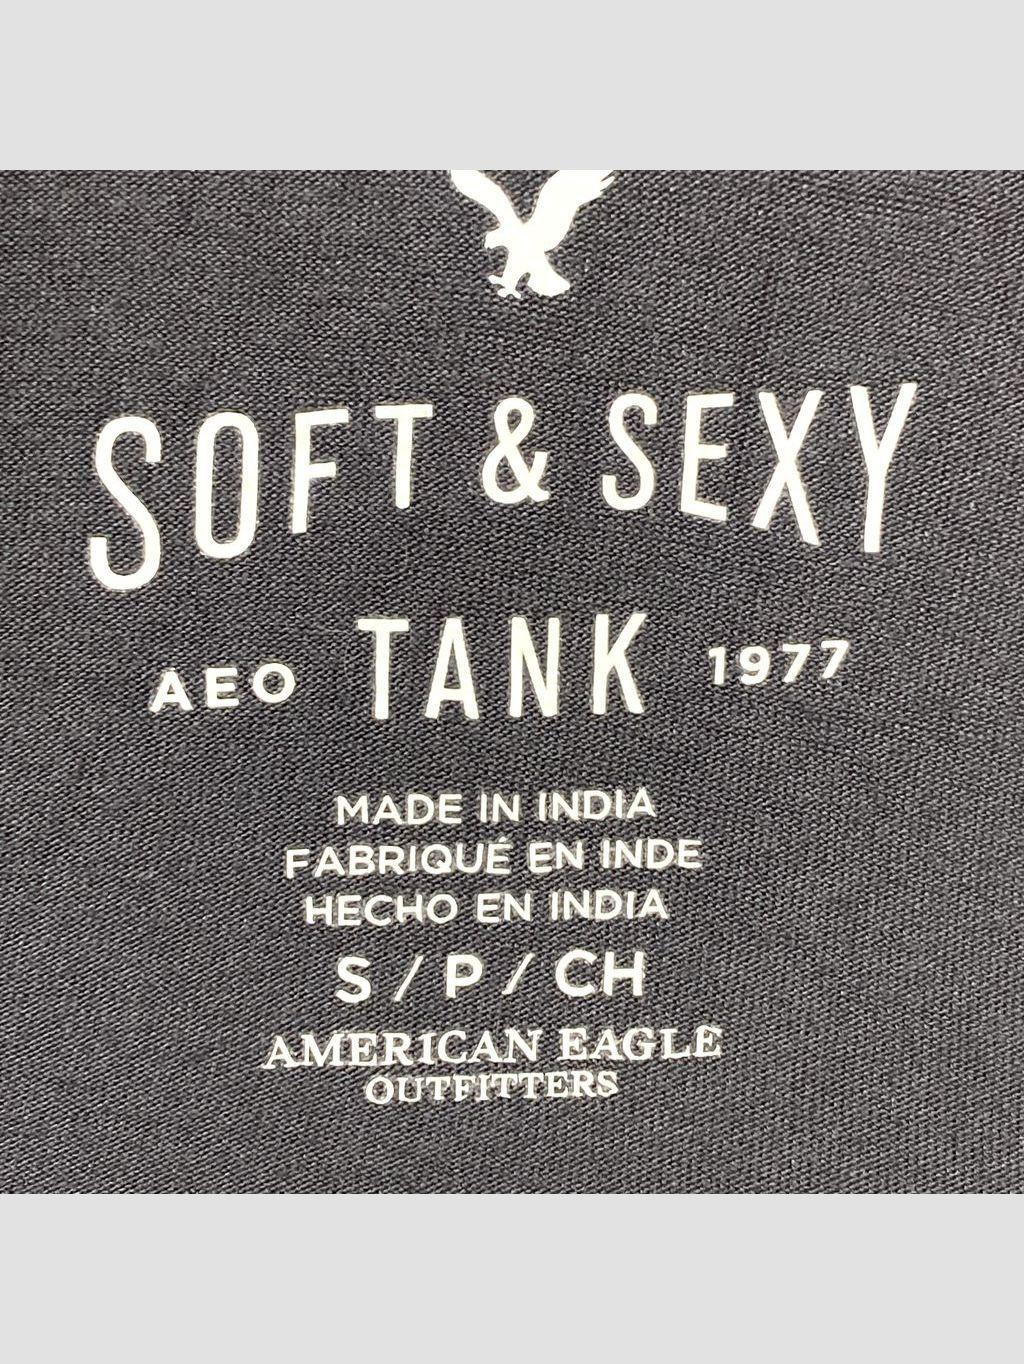 SOFT & SEXY
AEO TANK 1977
MADE IN INDIA
FABRIQUÉ EN INDE
HECHO EN INDIA
S / P / CH
AMERICAN EAGLE
OUTFITTERS